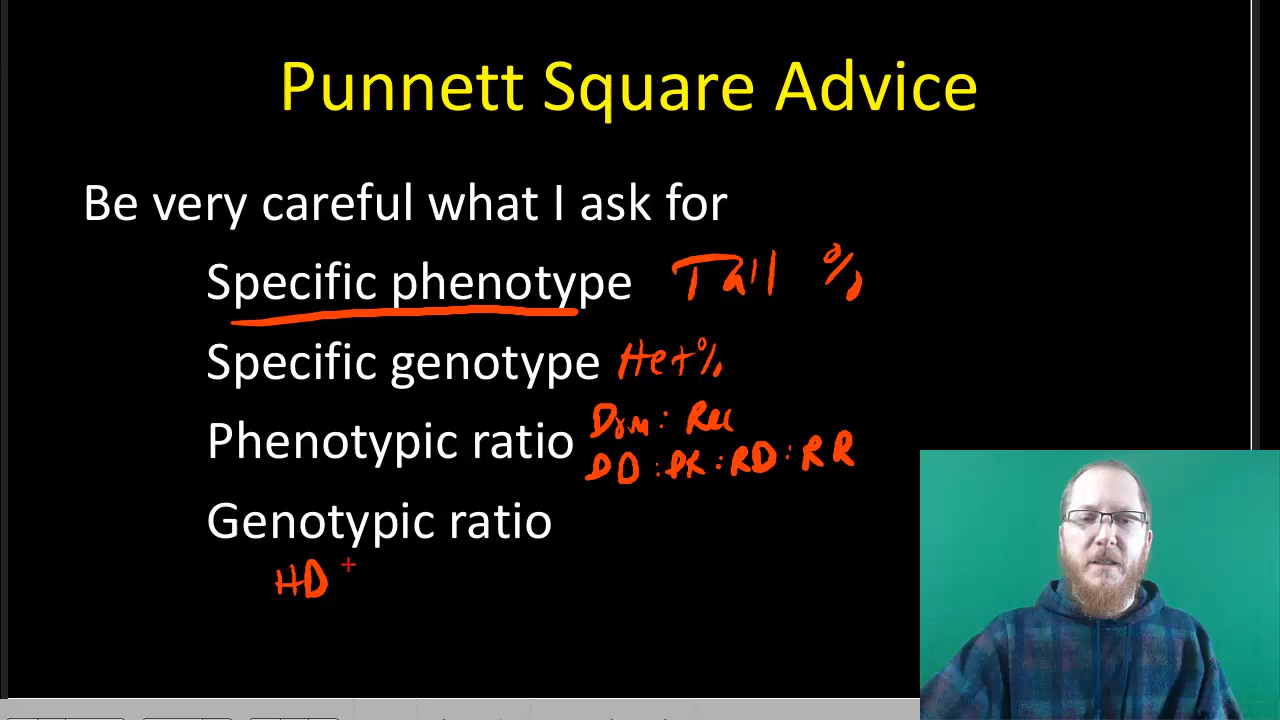 Punnett Square Advice
Be very careful what I ask for
Specific phenotype Tall %
Specific genotype Het %
Phenotypic ratio Dom : Rec
DD : DR : RD : RR
Genotypic ratio
HD